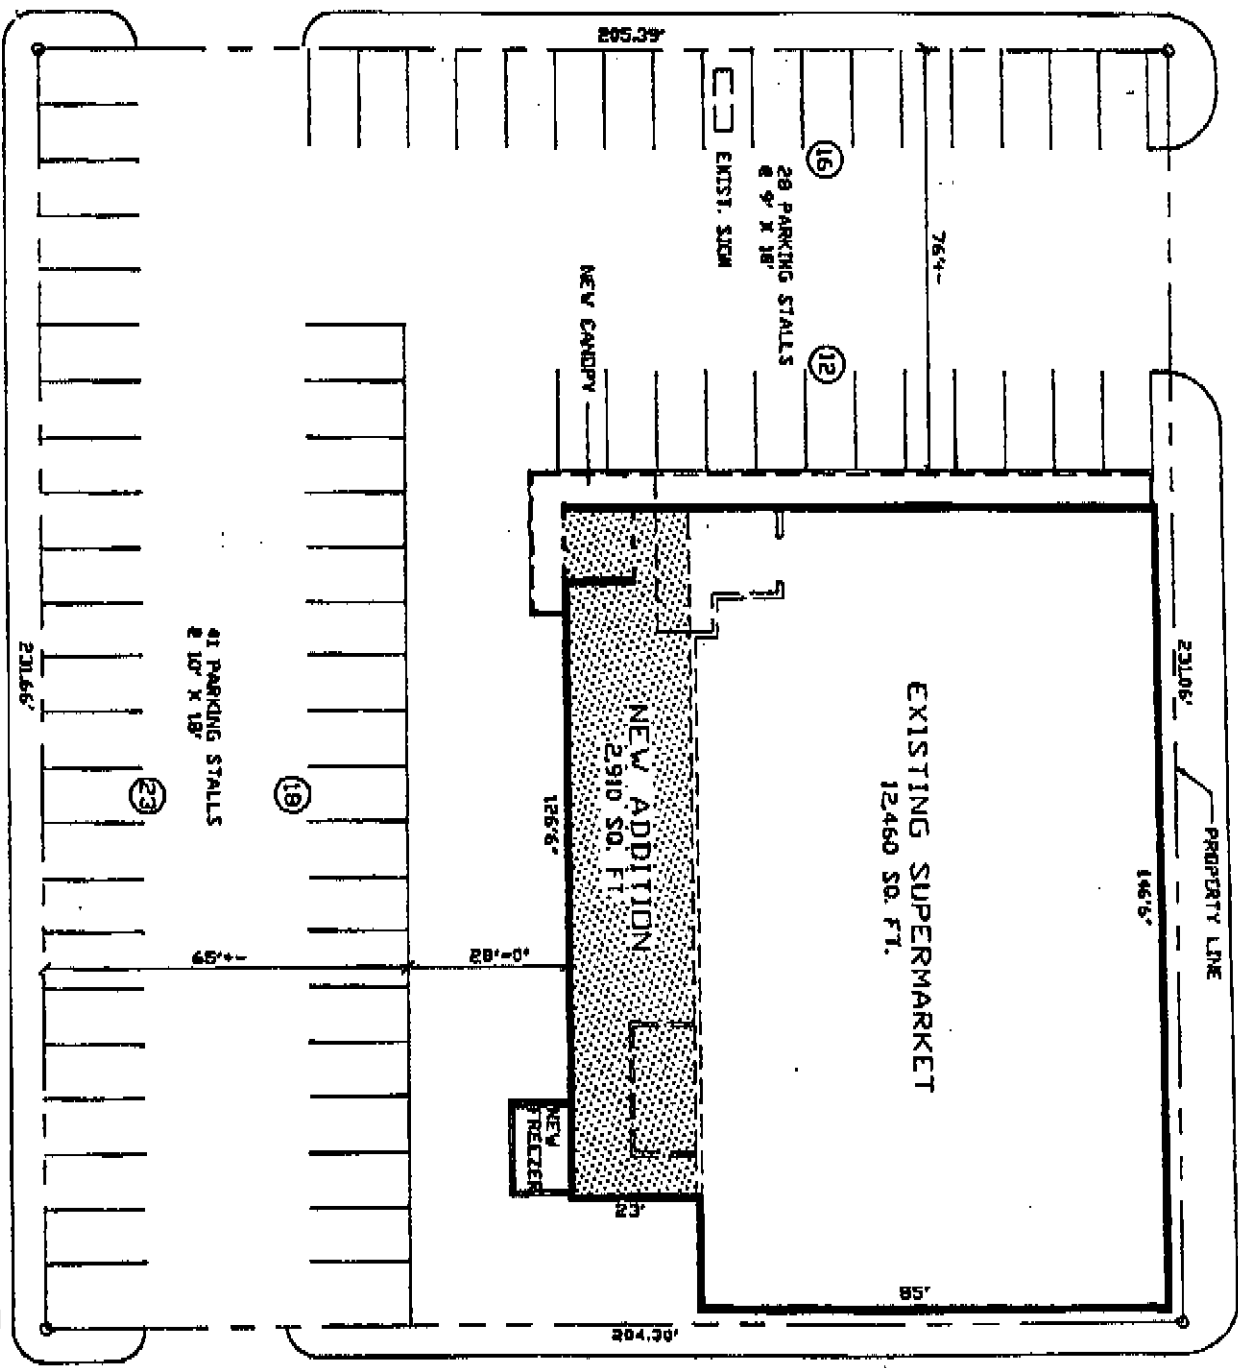 205.39'
EXIST. SIGN
16
28 PARKING STALLS
@ 9' X 18'
12
76'+-
NEW CANOPY
231.06'
PROPERTY LINE
146'6"
EXISTING SUPERMARKET
12,460 SQ. FT.
NEW ADDITION
2,910 SQ. FT.
126'6"
41 PARKING STALLS
@ 10' X 18'
18
23
231.66'
65'+-
28'-0"
NEW
FREEZER
23'
85'
204.30'